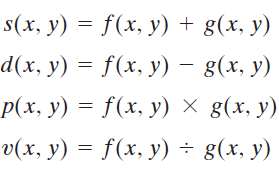 s(x, y) = f(x, y) + g(x, y)
d(x, y) = f(x, y) − g(x, y)
p(x, y) = f(x, y) × g(x, y)
v(x, y) = f(x, y) ÷ g(x, y)